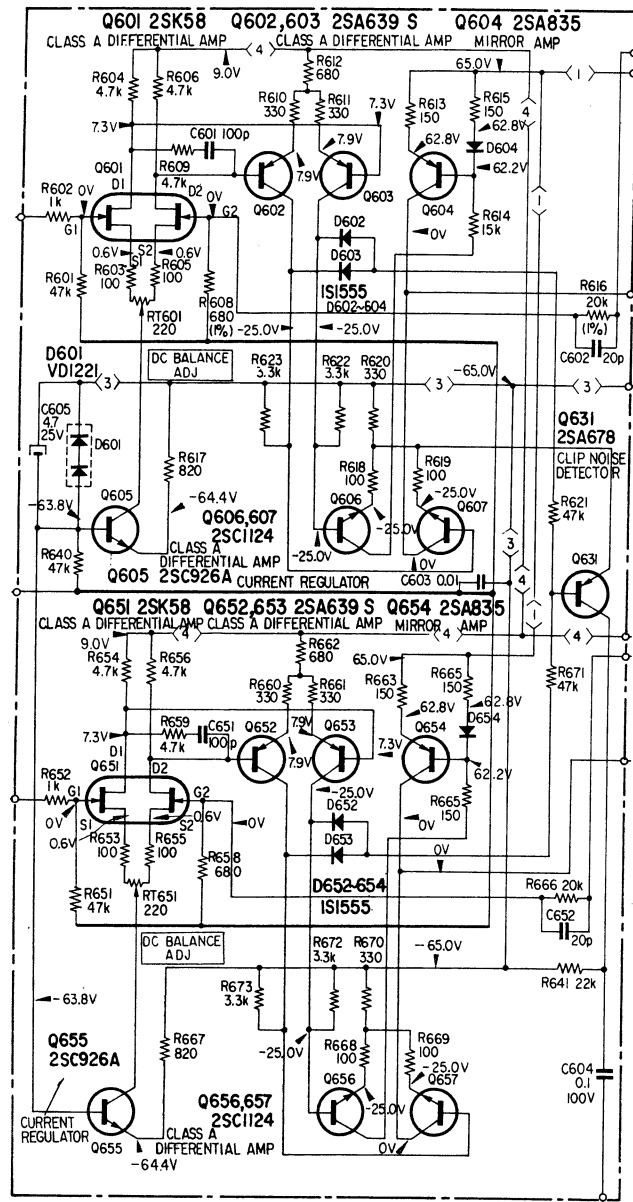 Q601 2SK58 Q602,603 2SA639 S Q604 2SA835
CLASS A DIFFERENTIAL AMP 4 CLASS A DIFFERENTIAL AMP MIRROR AMP
R604 4.7k
R606 4.7k
9.0V
R612 680
65.0V
1
R610 330
R611 330
7.3V
R613 150
R615 150
4
7.3V
C601 100p
7.9V
62.8V
62.8V
D604
62.2V
Q601
D1
R609 4.7k
7.9V
Q602
Q603
Q604
1
R602 1k
0V
D2
0V
G2
G1
R614 15k
0V
0.6V
S1
S2
0.6V
D602
D603
R601 47k
R603 100
R605 100
RT601 220
R608 680 (1%)
1S1555
D602~604
-25.0V
-25.0V
R616 20k (1%)
C602 20p
D601 VD1221
DC BALANCE ADJ
R623 3.3k
R622 3.3k
R620 330
-65.0V
3
3
3
C605 4.7 25V
D601
Q631 2SA678
CLIP NOISE DETECTOR
R617 820
R618 100
R619 100
-63.8V
Q605
-64.4V
Q606,607 2SC1124
Q606
-25.0V
-25.0V
Q607
-25.0V
R621 47k
R640 47k
CLASS A DIFFERENTIAL AMP
0V
3
Q631
Q605 2SC926A CURRENT REGULATOR
C603 0.01
4
Q651 2SK58 Q652,653 2SA639 S Q654 2SA835
CLASS A DIFFERENTIAL AMP 4 CLASS A DIFFERENTIAL AMP MIRROR AMP 4
1
4
9.0V
R654 4.7k
R656 4.7k
R662 680
65.0V
R660 330
R661 330
R663 150
R665 150
R671 47k
62.8V
62.8V
D654
7.3V
R659 4.7k
C651 100p
Q652
7.9V
Q653
7.9V
7.3V
Q654
62.2V
D1
Q651
D2
R652 1k
G1
G2
0V
S1
S2
0.6V
0.6V
0V
-25.0V
D652
D653
0V
R665 150
0V
R653 100
R655 100
R651 47k
RT651 220
R658 680
D652~654
1S1555
R666 20k
C652 20p
DC BALANCE ADJ
R672 3.3k
R670 330
-65.0V
R673 3.3k
R641 22k
-63.8V
Q655 2SC926A
R667 820
-25.0V
R668 100
R669 100
-25.0V
C604 0.1 100V
Q656,657 2SC1124
Q656
-25.0V
Q657
CURRENT REGULATOR
Q655
CLASS A DIFFERENTIAL AMP
-64.4V
0V